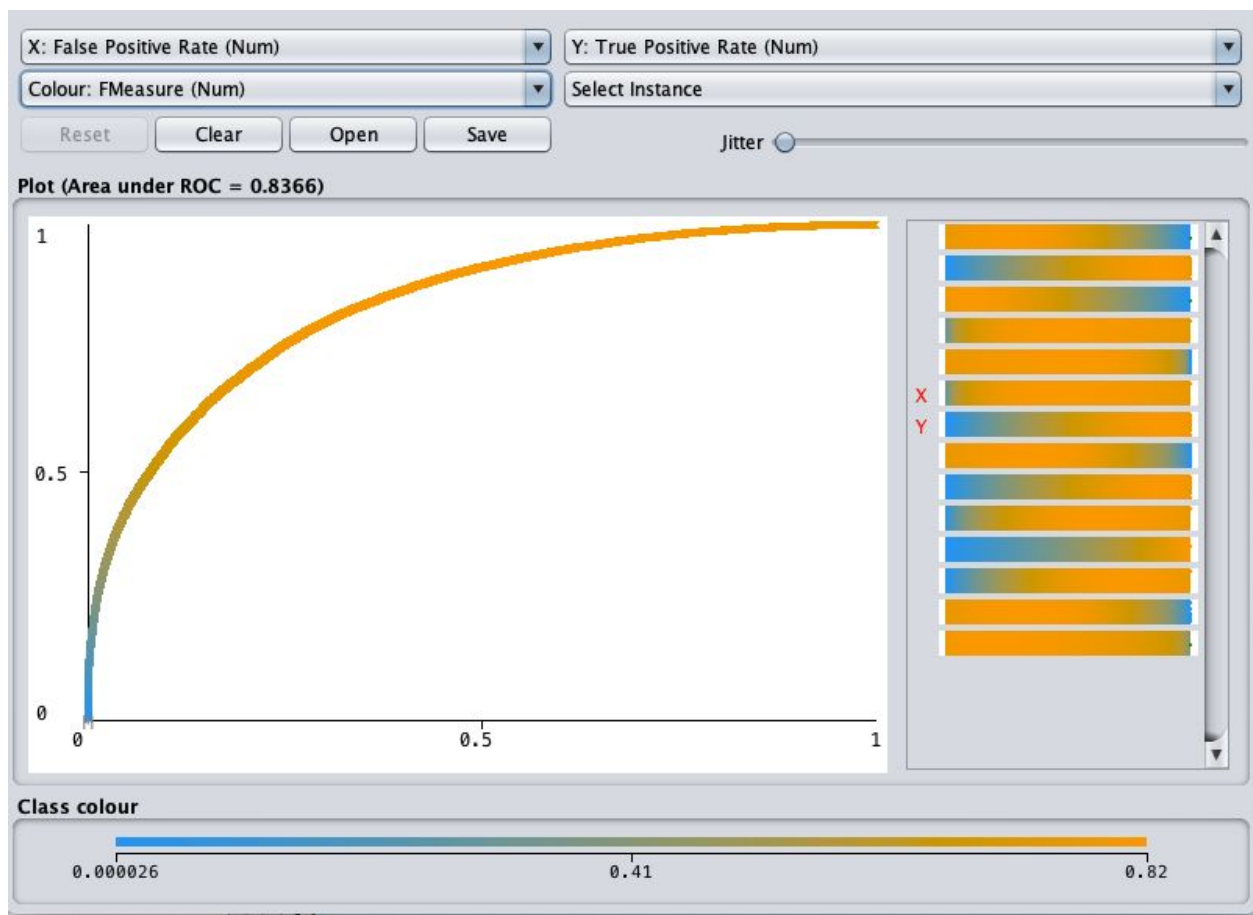 X: False Positive Rate (Num) Y: True Positive Rate (Num)
Colour: FMeasure (Num) Select Instance
Reset Clear Open Save Jitter
Plot (Area under ROC = 0.8366)
1
0.5
0
0 0.5 1
X
Y
Class colour
0.000026 0.41 0.82